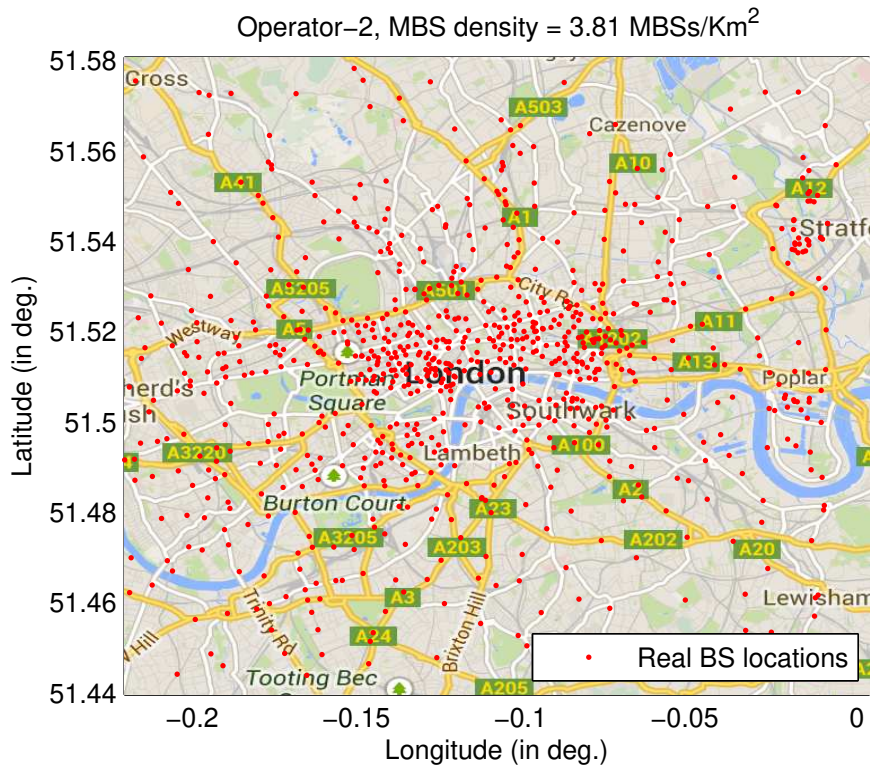 Operator−2, MBS density = 3.81 MBSs/Km²
Latitude (in deg.)
51.58
51.56
51.54
51.52
51.5
51.48
51.46
51.44
Cross
A503
Cazenove
A10
A41
A12
A1
Stratfo
A5205
A501
City Rd
Westway
A11
A13
Portman
Square
London
Poplar
herd's
ush
Southwark
A3220
Lambeth
A100
Burton Court
A2
A23
A3205
A203
A202
A20
A3
Trinity Rd
Lewisham
Hill
A24
Brixton Hill
Tooting Bec
A205
Real BS locations
−0.2
−0.15
−0.1
−0.05
0
Longitude (in deg.)